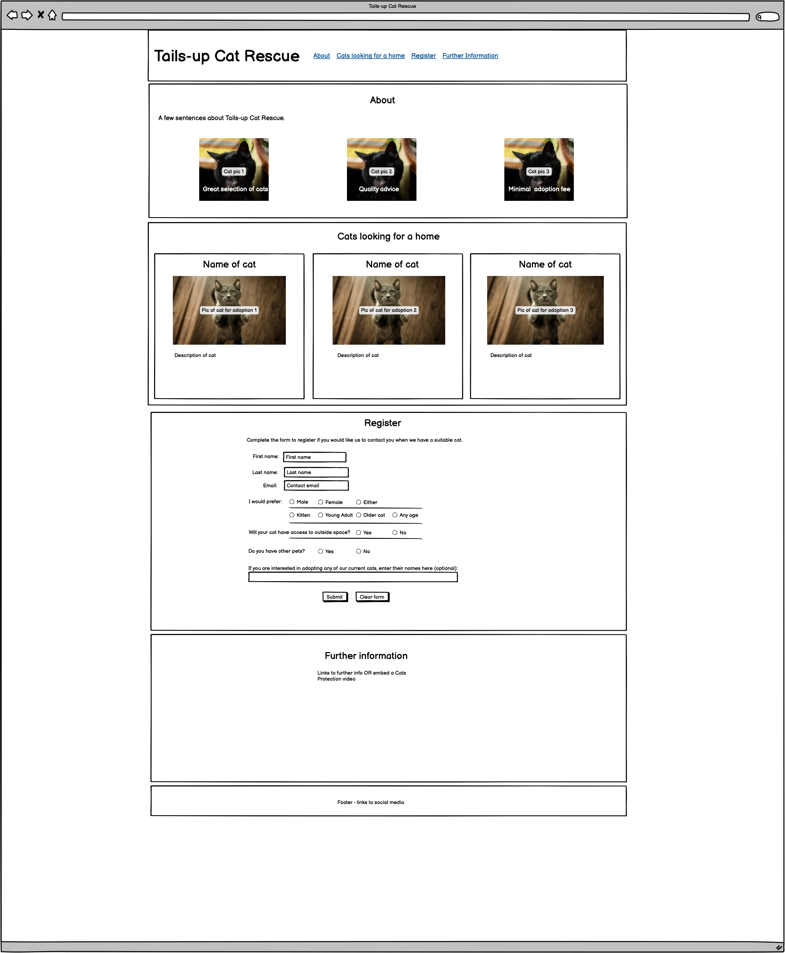 Tails-up Cat Rescue
Tails-up Cat Rescue
About Cats looking for a home Register Further Information
About
A few sentences about Tails-up Cat Rescue.
Cat pic 1
Great selection of cats
Cat pic 2
Quality advice
Cat pic 3
Minimal adoption fee
Cats looking for a home
Name of cat
Pic of cat for adoption 1
Description of cat
Name of cat
Pic of cat for adoption 2
Description of cat
Name of cat
Pic of cat for adoption 3
Description of cat
Register
Complete the form to register if you would like us to contact you when we have a suitable cat.
First name: First name
Last name: Last name
Email: Contact email
I would prefer: Male Female Either
Kitten Young Adult Older cat Any age
Will your cat have access to outside space? Yes No
Do you have other pets? Yes No
If you are interested in adopting any of our current cats, enter their names here (optional):
Submit Clear form
Further information
Links to further info OR embed a Cats
Protection video
Footer - links to social media